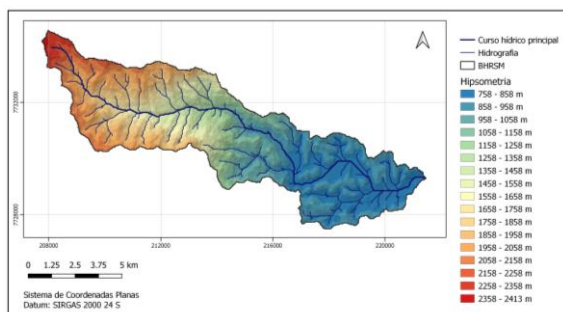 7732000
7728000
208000
212000
216000
220000
0 1.25 2.5 3.75 5 km
Sistema de Coordenadas Planas
Datum: SIRGAS 2000 24 S
Curso hídrico principal
Hidrografia
BHRSM
Hipsometria
758 - 858 m
858 - 958 m
958 - 1058 m
1058 - 1158 m
1158 - 1258 m
1258 - 1358 m
1358 - 1458 m
1458 - 1558 m
1558 - 1658 m
1658 - 1758 m
1758 - 1858 m
1858 - 1958 m
1958 - 2058 m
2058 - 2158 m
2158 - 2258 m
2258 - 2358 m
2358 - 2413 m